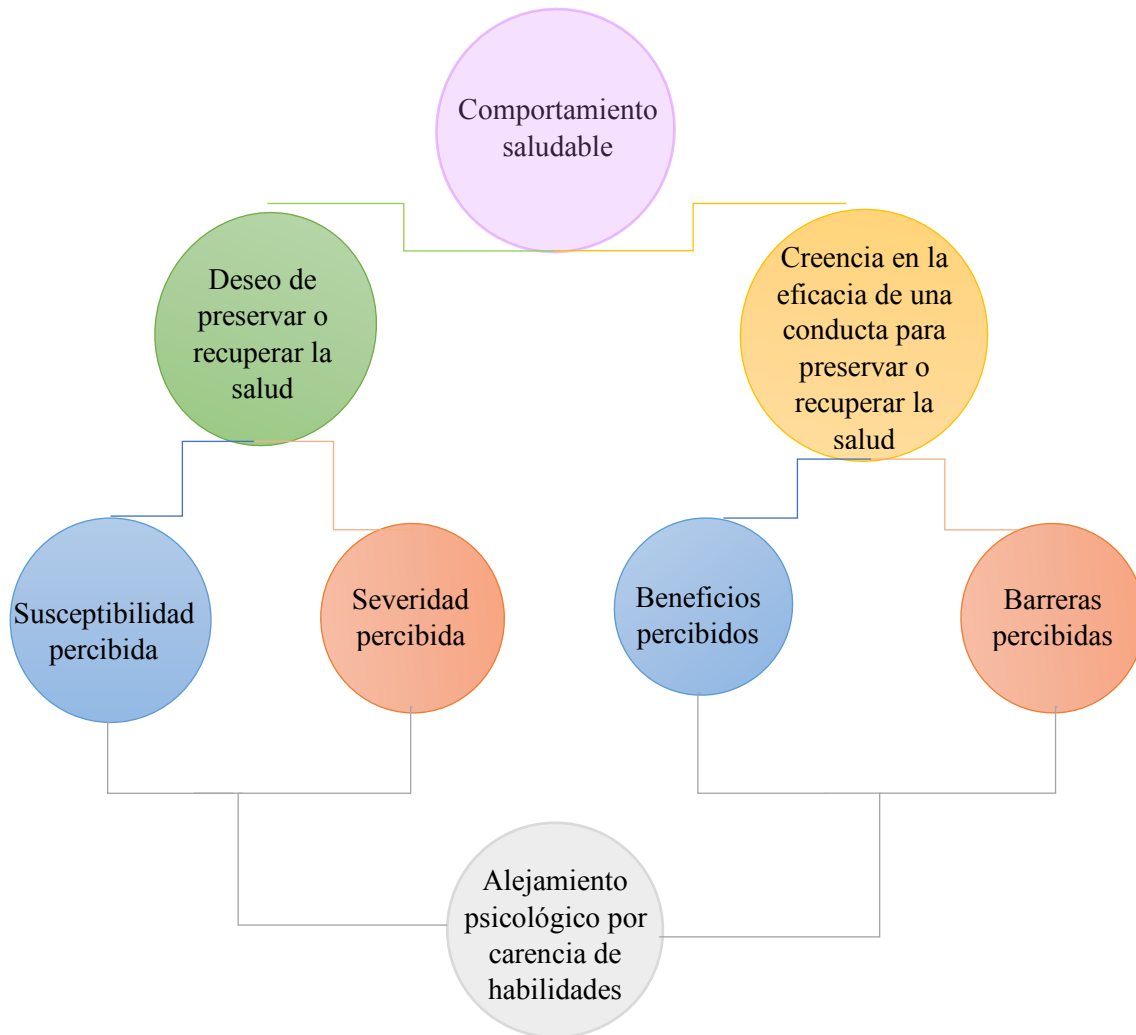 Comportamiento
saludable
Deseo de
preservar o
recuperar la
salud
Creencia en la
eficacia de una
conducta para
preservar o
recuperar la
salud
Susceptibilidad
percibida
Severidad
percibida
Beneficios
percibidos
Barreras
percibidas
Alejamiento
psicológico por
carencia de
habilidades